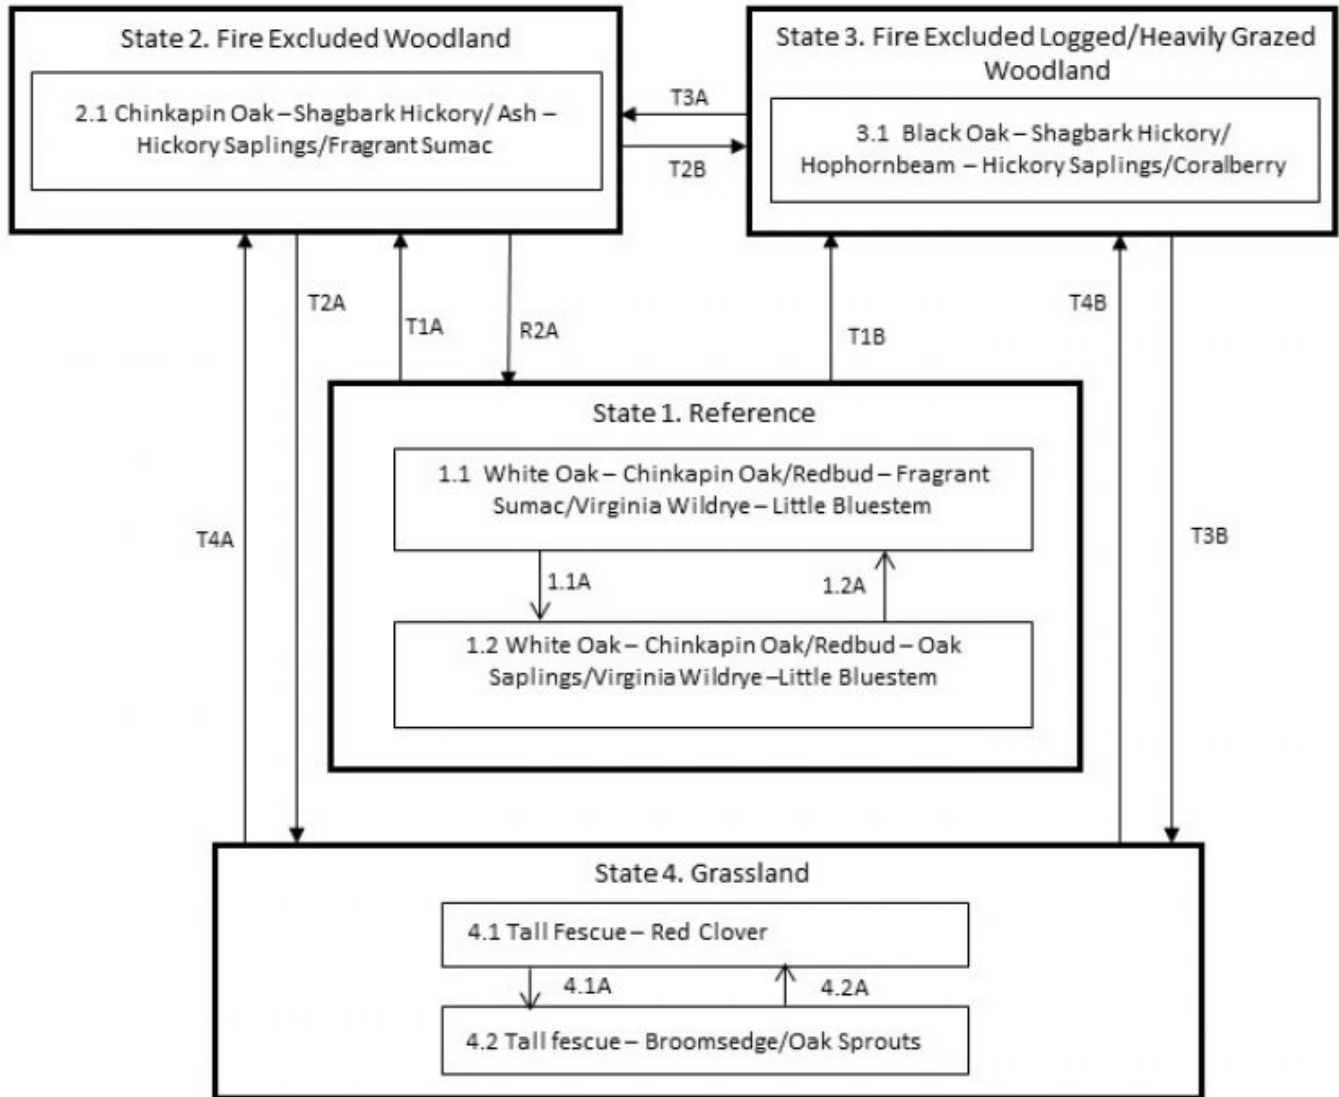 State 2. Fire Excluded Woodland
2.1 Chinkapin Oak – Shagbark Hickory/ Ash –
Hickory Saplings/Fragrant Sumac
State 3. Fire Excluded Logged/Heavily Grazed
Woodland
3.1 Black Oak – Shagbark Hickory/
Hophornbeam – Hickory Saplings/Coralberry
T3A
T2B
T2A
T1A
R2A
T1B
T4B
T4A
T3B
State 1. Reference
1.1 White Oak – Chinkapin Oak/Redbud – Fragrant
Sumac/Virginia Wildrye – Little Bluestem
1.1A
1.2A
1.2 White Oak – Chinkapin Oak/Redbud – Oak
Saplings/Virginia Wildrye –Little Bluestem
State 4. Grassland
4.1 Tall Fescue – Red Clover
4.1A
4.2A
4.2 Tall fescue – Broomsedge/Oak Sprouts